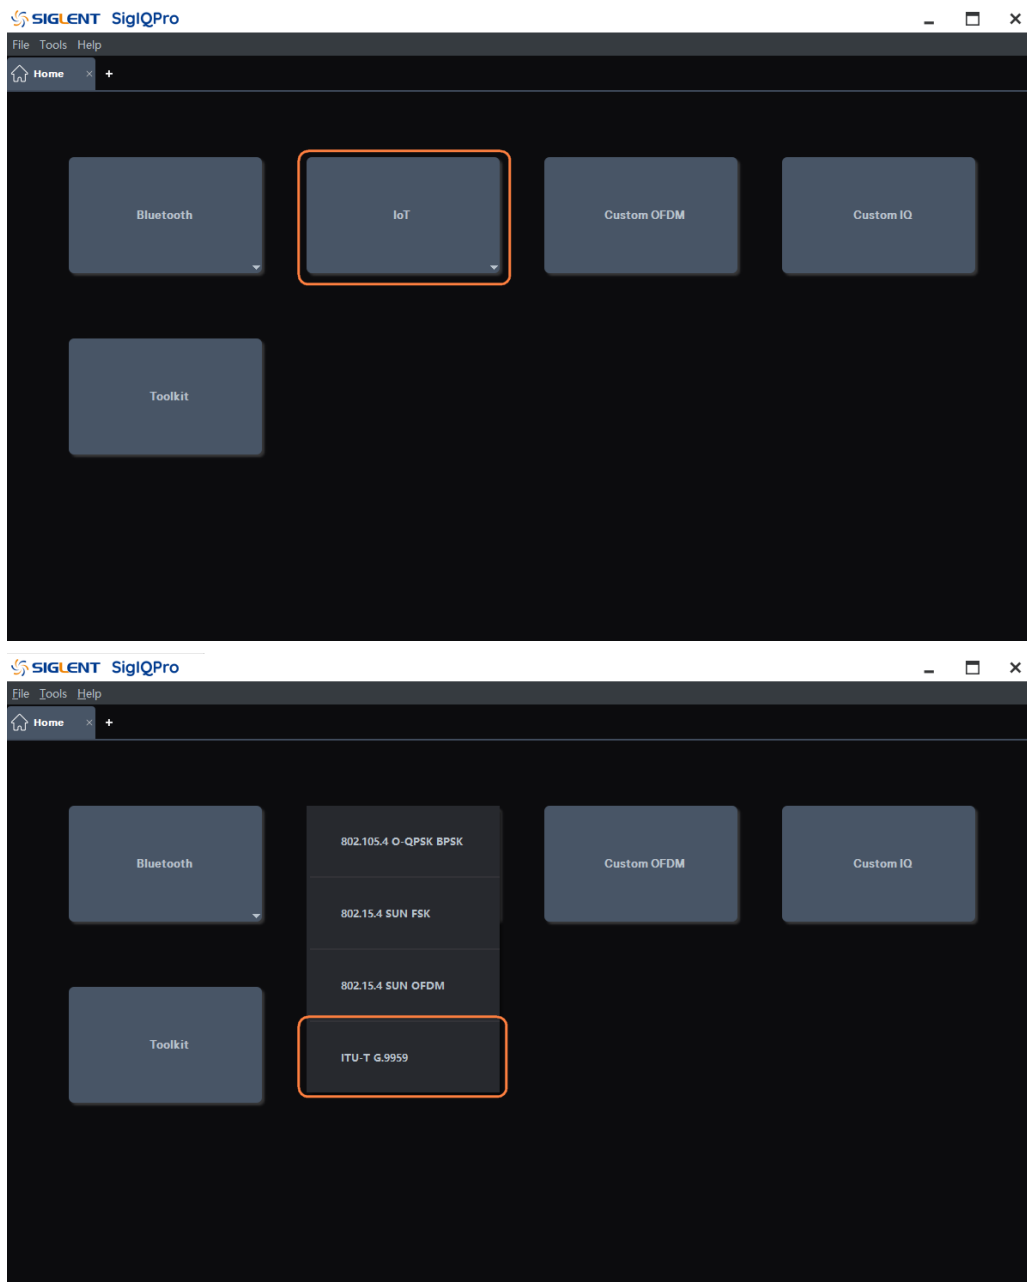 SIGLENT SigIQPro
File Tools Help
Home × +
Bluetooth
IoT
Custom OFDM
Custom IQ
Toolkit
SIGLENT SigIQPro
File Tools Help
Home × +
Bluetooth
802.105.4 O-QPSK BPSK
Custom OFDM
Custom IQ
802.15.4 SUN FSK
802.15.4 SUN OFDM
Toolkit
ITU-T G.9959